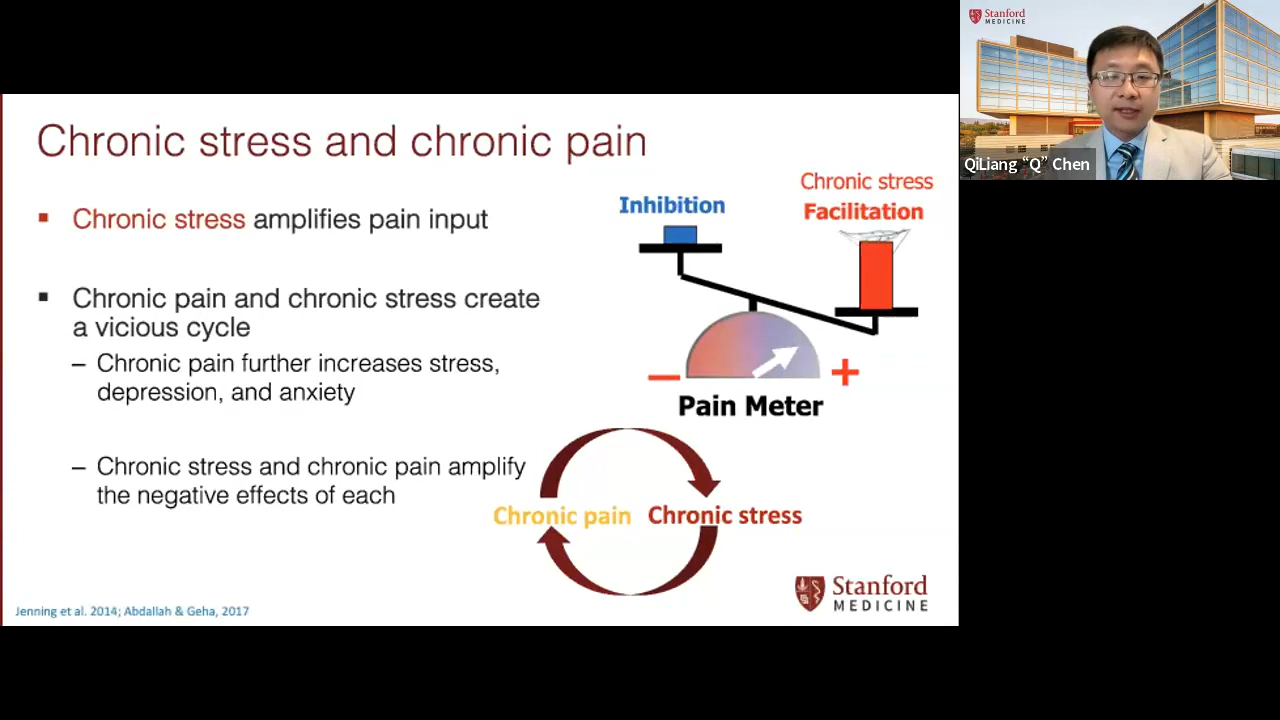 Chronic stress and chronic pain
▪ Chronic stress amplifies pain input
▪ Chronic pain and chronic stress create
a vicious cycle
– Chronic pain further increases stress,
depression, and anxiety
– Chronic stress and chronic pain amplify
the negative effects of each
Inhibition
Chronic stress
Facilitation
– +
Pain Meter
Chronic pain Chronic stress
Jenning et al. 2014; Abdallah & Geha, 2017
Stanford
MEDICINE
Stanford
MEDICINE
QiLiang “Q” Chen